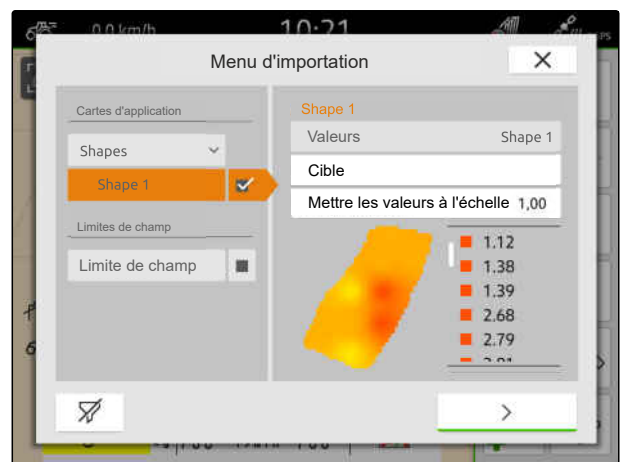 0.0 km/h 10:21
PS
Menu d'importation
Cartes d'application
Shapes
Shape 1
Limites de champ
Limite de champ
Shape 1
Valeurs Shape 1
Cible
Mettre les valeurs à l'échelle 1,00
1.12
1.38
1.39
2.68
2.79